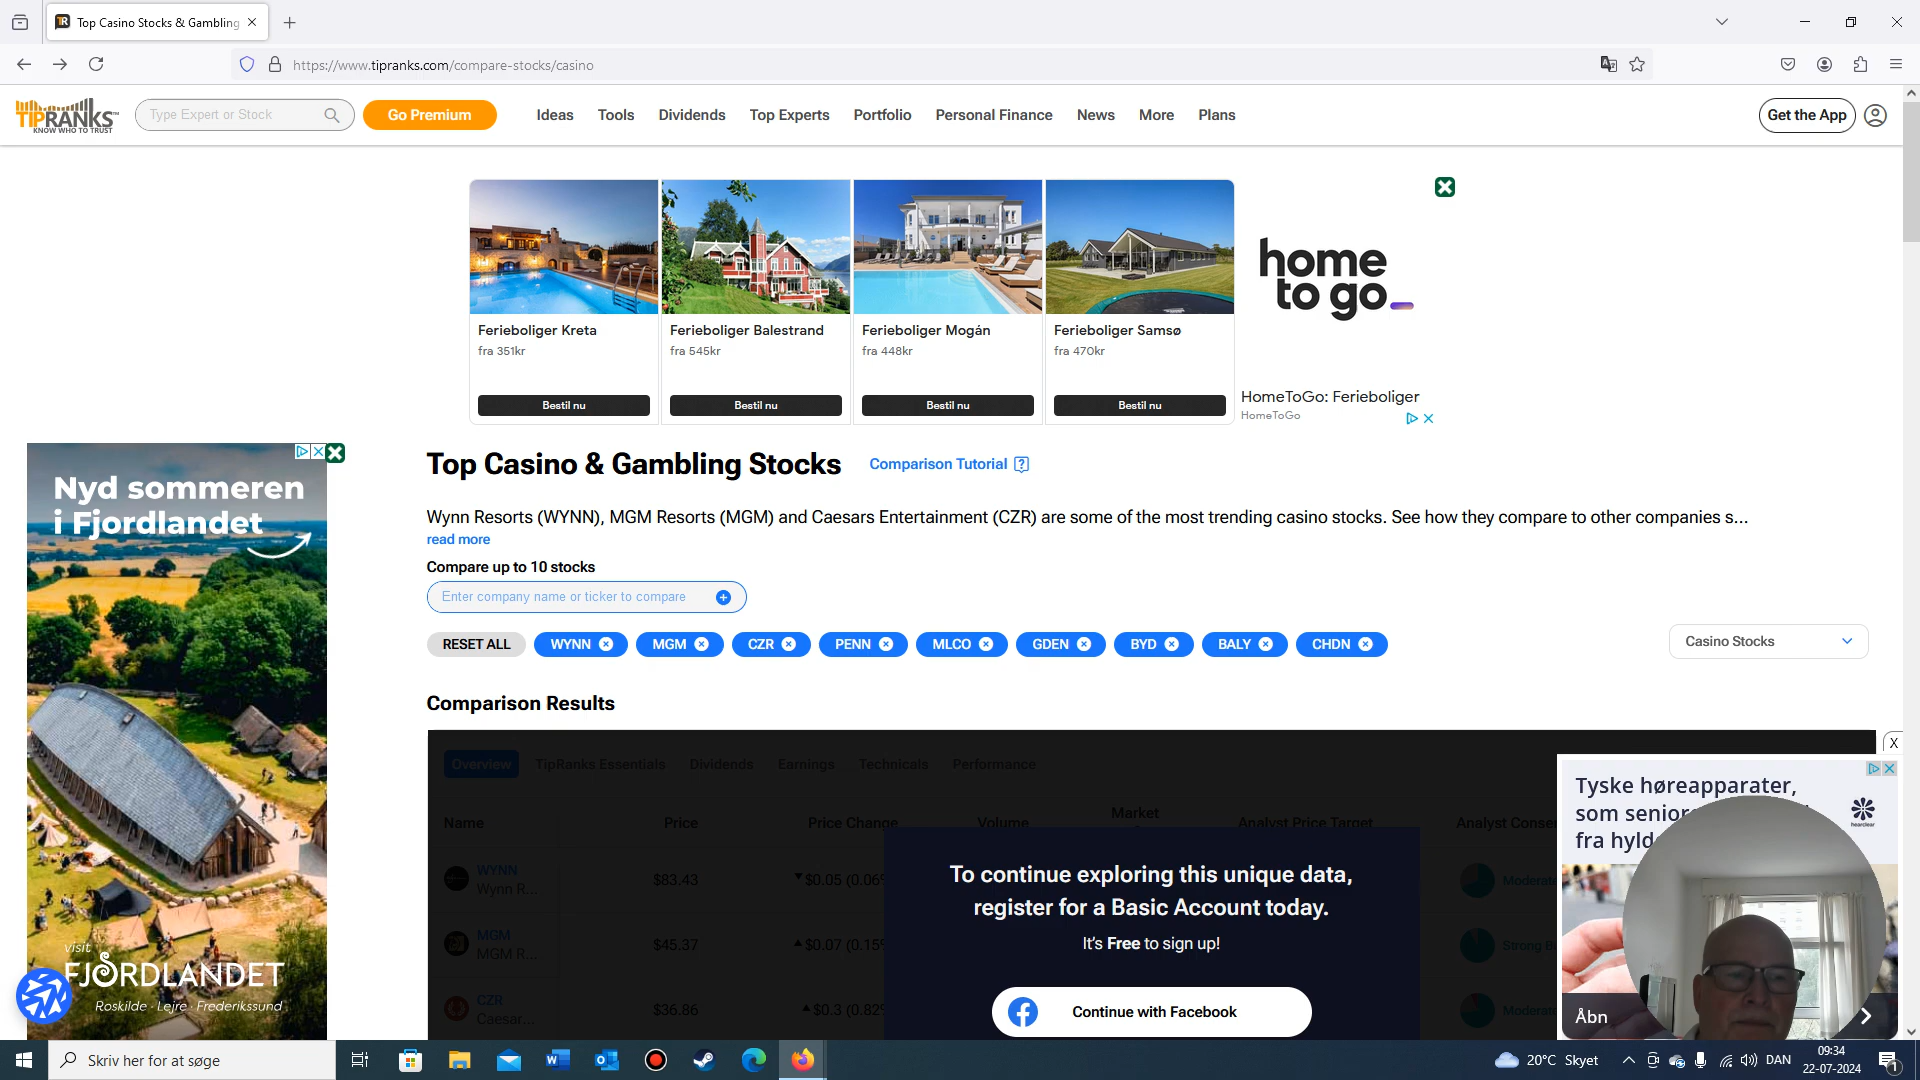 Top Casino Stocks & Gambling
https://www.tipranks.com/compare-stocks/casino
TIPRANKS
KNOW WHO TO TRUST
Type Expert or Stock
Go Premium
Ideas
Tools
Dividends
Top Experts
Portfolio
Personal Finance
News
More
Plans
Get the App
Ferieboliger Kreta
fra 351kr
Bestil nu
Ferieboliger Balestrand
fra 545kr
Bestil nu
Ferieboliger Mogán
fra 448kr
Bestil nu
Ferieboliger Samsø
fra 470kr
Bestil nu
home
to go
HomeToGo: Ferieboliger
HomeToGo
Nyd sommeren
i Fjordlandet
visit
FJORDLANDET
Roskilde · Lejre · Frederikssund
Top Casino & Gambling Stocks
Comparison Tutorial
Wynn Resorts (WYNN), MGM Resorts (MGM) and Caesars Entertainment (CZR) are some of the most trending casino stocks. See how they compare to other companies s...
read more
Compare up to 10 stocks
Enter company name or ticker to compare
RESET ALL
WYNN
MGM
CZR
PENN
MLCO
GDEN
BYD
BALY
CHDN
Casino Stocks
Comparison Results
Overview
TipRanks Essentials
Dividends
Earnings
Technicals
Performance
Name
Price
Price Change
Volume
Market
Analyst Price Target
Analyst Conse
WYNN
Wynn R...
$83.43
$0.05 (0.06%
Moderate
MGM
MGM R...
$45.37
$0.07 (0.15%
Strong B
CZR
Caesar...
$36.86
$0.3 (0.82%
Moderate
To continue exploring this unique data,
register for a Basic Account today.
It's Free to sign up!
Continue with Facebook
X
Tyske høreapparater,
som senior
fra hyld
hearclear
Åbn
Skriv her for at søge
20°C Skyet
DAN
09:34
22-07-2024
1